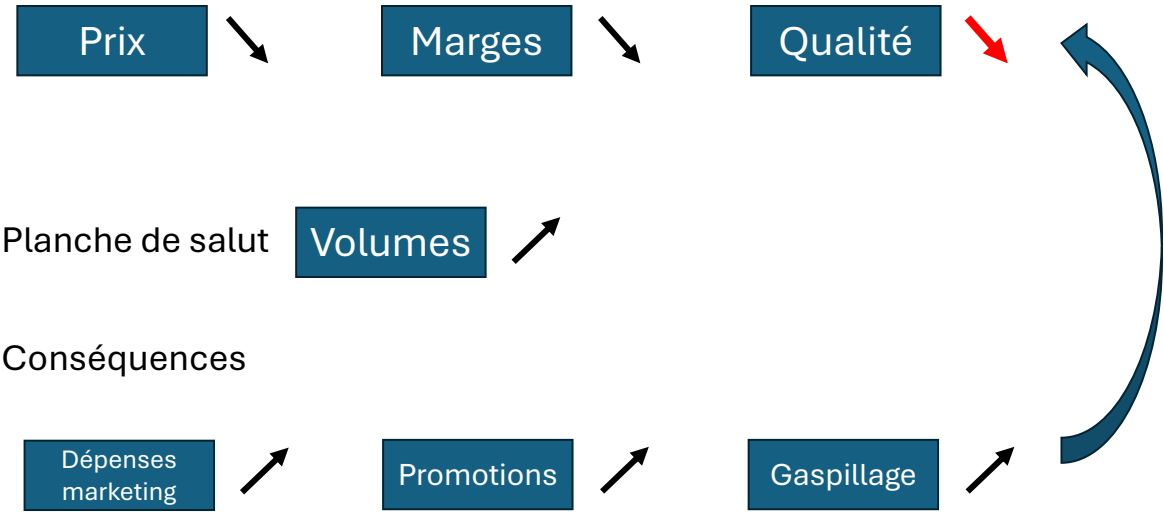 Prix
Marges
Qualité
Planche de salut
Volumes
Conséquences
Dépenses
marketing
Promotions
Gaspillage